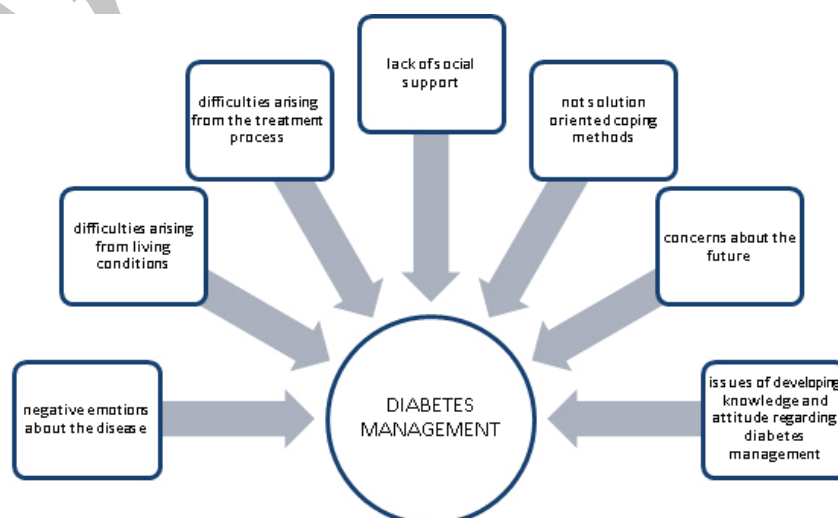 lack of social
support
difficulties arising
from the treatment
process
not solution
oriented coping
methods
difficulties arising
from living
conditions
concerns about the
future
negative emotions
about the disease
issues of developing
knowledge and
attitude regarding
diabetes
management
DIABETES
MANAGEMENT